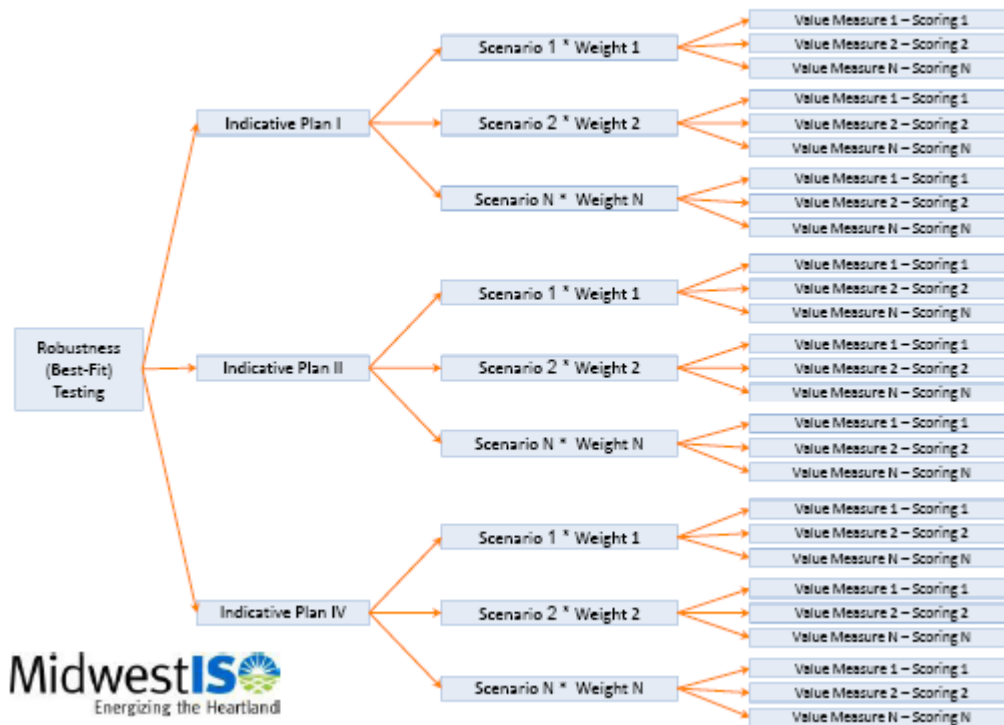 Robustness
(Best-Fit)
Testing
Indicative Plan I
Scenario 1 * Weight 1
Value Measure 1 – Scoring 1
Value Measure 2 – Scoring 2
Value Measure N – Scoring N
Scenario 2 * Weight 2
Value Measure 1 – Scoring 1
Value Measure 2 – Scoring 2
Value Measure N – Scoring N
Scenario N * Weight N
Value Measure 1 – Scoring 1
Value Measure 2 – Scoring 2
Value Measure N – Scoring N
Indicative Plan II
Scenario 1 * Weight 1
Value Measure 1 – Scoring 1
Value Measure 2 – Scoring 2
Value Measure N – Scoring N
Scenario 2 * Weight 2
Value Measure 1 – Scoring 1
Value Measure 2 – Scoring 2
Value Measure N – Scoring N
Scenario N * Weight N
Value Measure 1 – Scoring 1
Value Measure 2 – Scoring 2
Value Measure N – Scoring N
Indicative Plan IV
Scenario 1 * Weight 1
Value Measure 1 – Scoring 1
Value Measure 2 – Scoring 2
Value Measure N – Scoring N
Scenario 2 * Weight 2
Value Measure 1 – Scoring 1
Value Measure 2 – Scoring 2
Value Measure N – Scoring N
Scenario N * Weight N
Value Measure 1 – Scoring 1
Value Measure 2 – Scoring 2
Value Measure N – Scoring N
MidwestISO
Energizing the Heartland